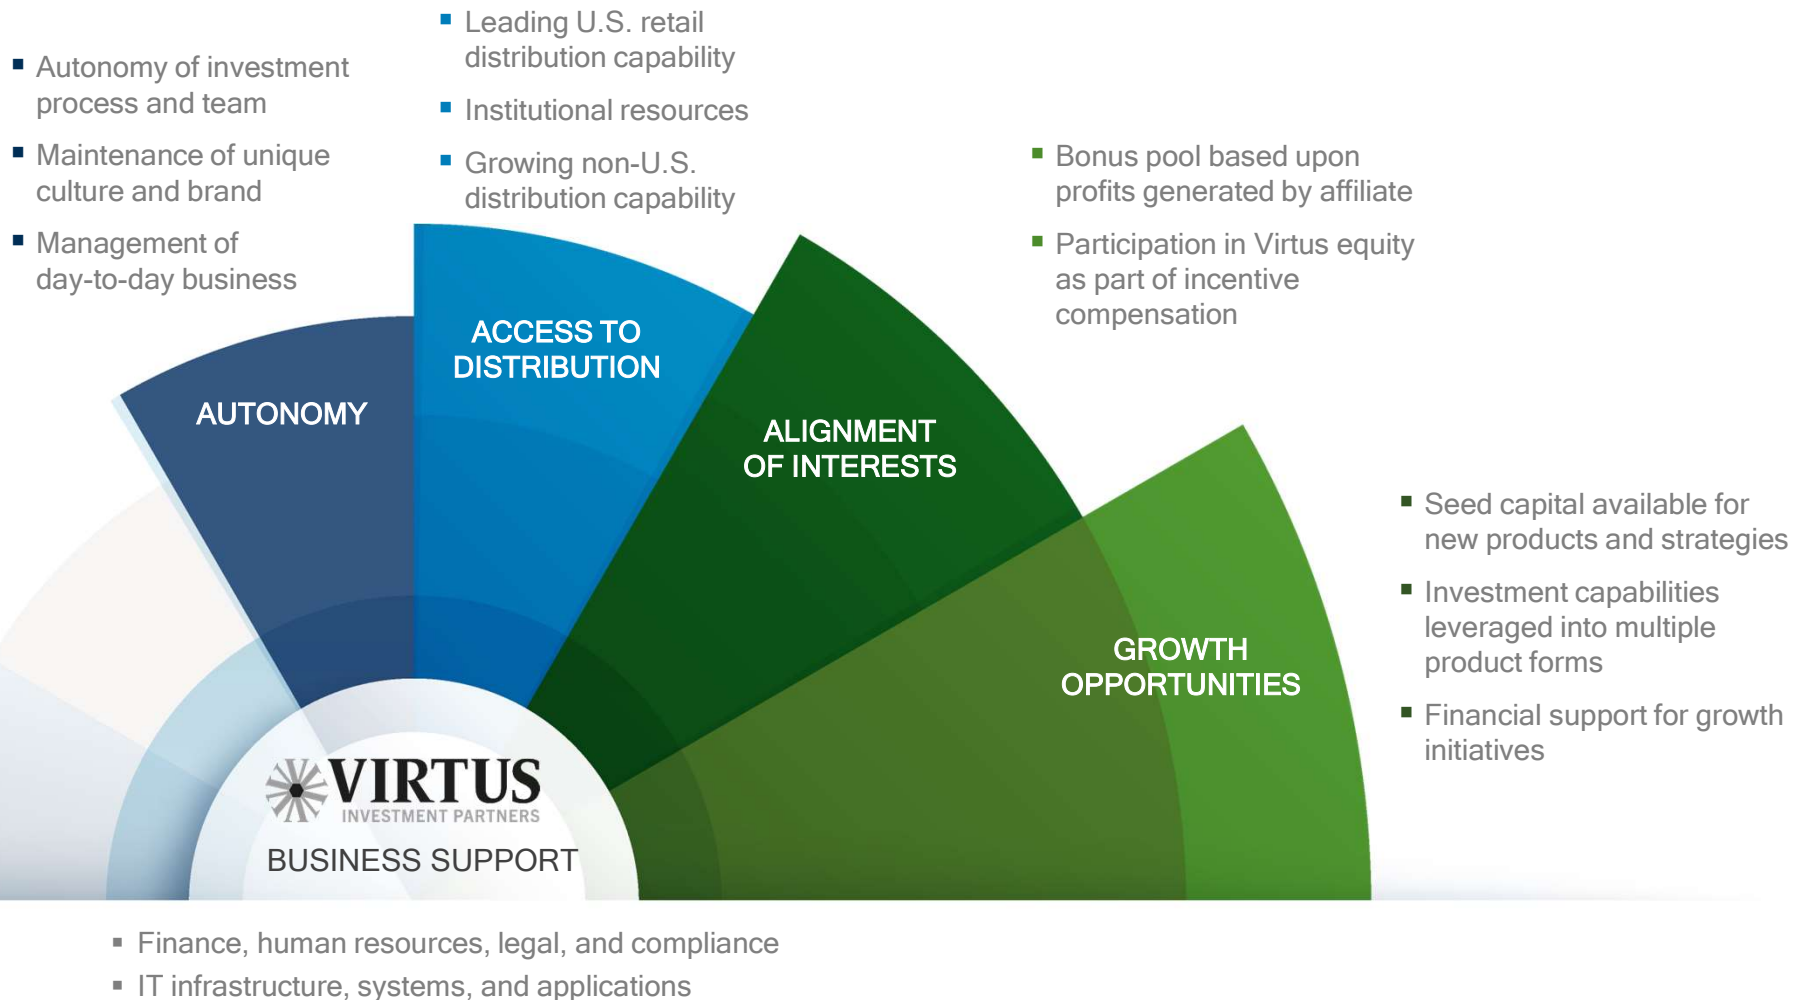 Autonomy of investment
process and team
Maintenance of unique
culture and brand
Management of
day-to-day business
Leading U.S. retail
distribution capability
Institutional resources
Growing non-U.S.
distribution capability
Bonus pool based upon
profits generated by affiliate
Participation in Virtus equity
as part of incentive
compensation
AUTONOMY
ACCESS TO
DISTRIBUTION
ALIGNMENT
OF INTERESTS
GROWTH
OPPORTUNITIES
Seed capital available for
new products and strategies
Investment capabilities
leveraged into multiple
product forms
Financial support for growth
initiatives
VIRTUS
INVESTMENT PARTNERS
BUSINESS SUPPORT
Finance, human resources, legal, and compliance
IT infrastructure, systems, and applications